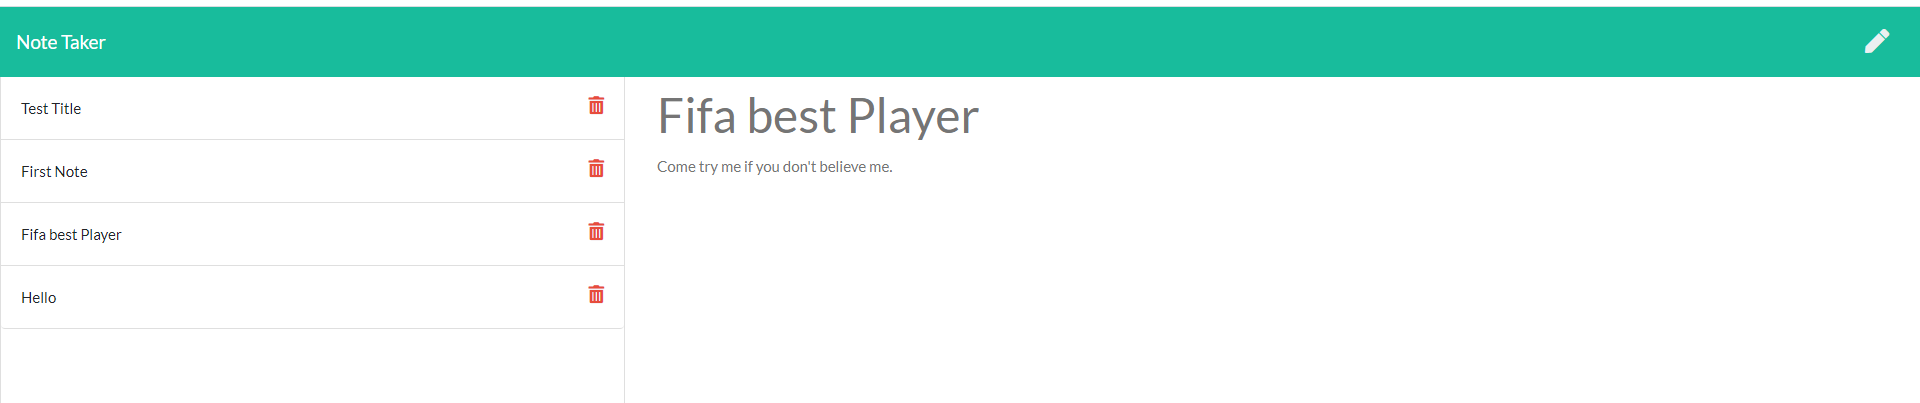 Note Taker
Test Title
First Note
Fifa best Player
Hello
Fifa best Player
Come try me if you don't believe me.